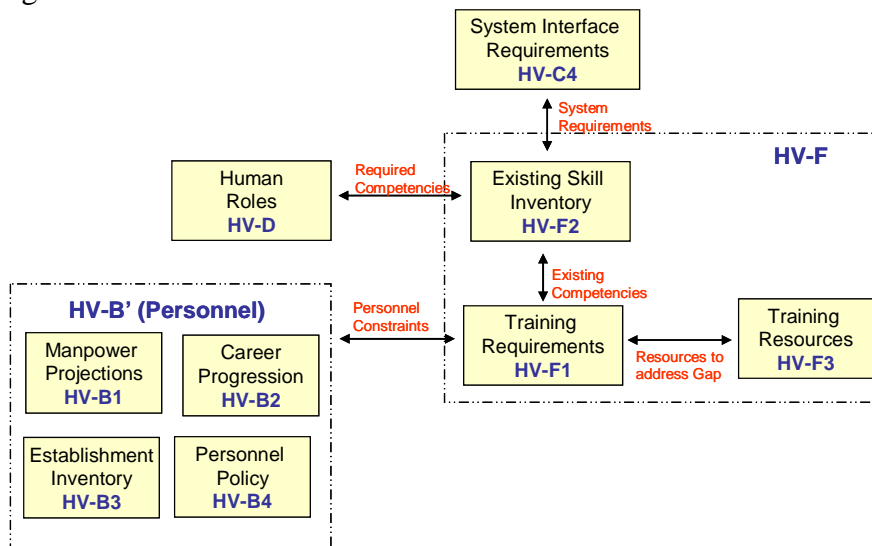 System Interface
Requirements
HV-C4
System
Requirements
HV-F
Human
Roles
HV-D
Required
Competencies
Existing Skill
Inventory
HV-F2
Existing
Competencies
HV-B’ (Personnel)
Personnel
Constraints
Training
Requirements
HV-F1
Resources to
address Gap
Training
Resources
HV-F3
Manpower
Projections
HV-B1
Career
Progression
HV-B2
Establishment
Inventory
HV-B3
Personnel
Policy
HV-B4